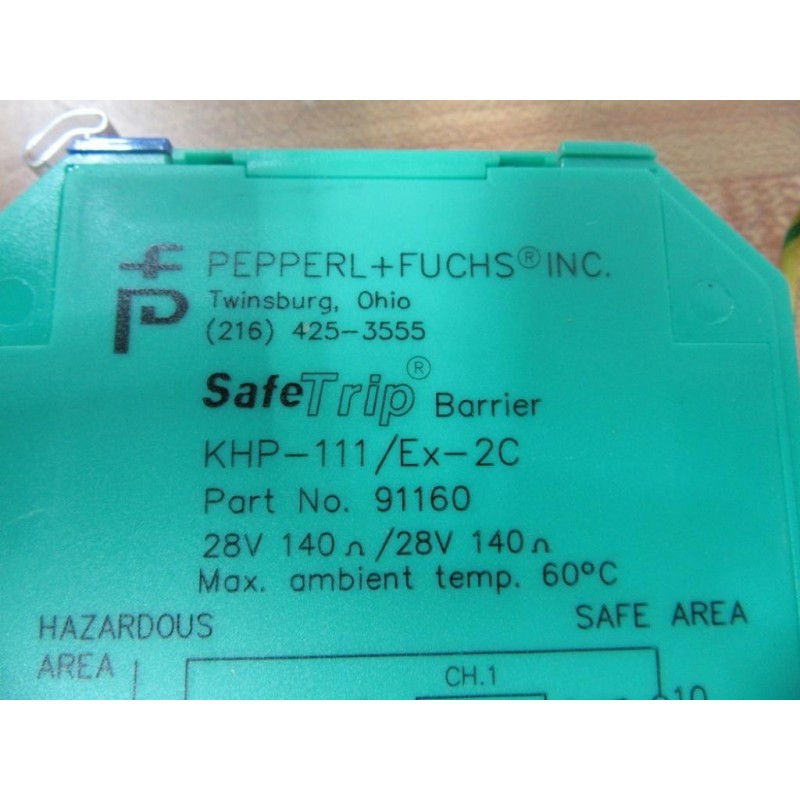 PEPPERL+FUCHS® INC.
Twinsburg, Ohio
(216) 425-3555
SafeTrip® Barrier
KHP-111/Ex-2C
Part No. 91160
28V 140Ω/28V 140Ω
Max. ambient temp. 60°C
HAZARDOUS AREA
SAFE AREA
CH.1
10